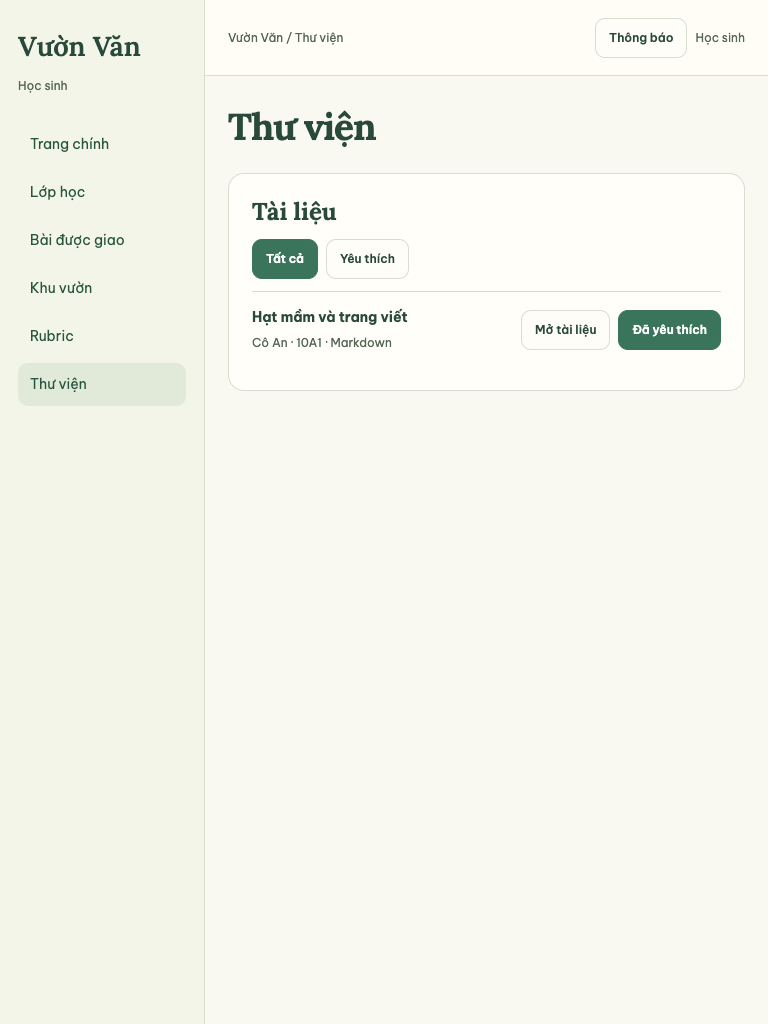 Vườn Văn
Học sinh
Trang chính
Lớp học
Bài được giao
Khu vườn
Rubric
Thư viện
Vườn Văn / Thư viện
Thông báo
Học sinh
Thư viện
Tài liệu
Tất cả
Yêu thích
Hạt mầm và trang viết
Cô An · 10A1 · Markdown
Mở tài liệu
Đã yêu thích